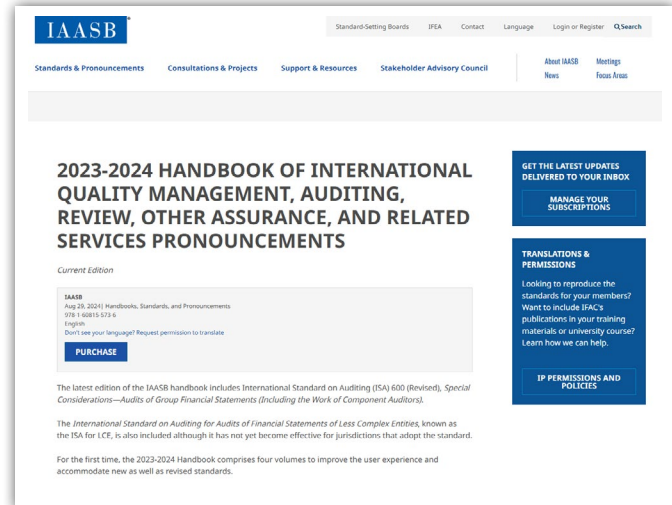 IAASB
Standard-Setting Boards IFEA Contact Language Login or Register Search
Standards & Pronouncements Consultations & Projects Support & Resources Stakeholder Advisory Council About IAASB Meetings
News Focus Areas
2023-2024 HANDBOOK OF INTERNATIONAL
QUALITY MANAGEMENT, AUDITING,
REVIEW, OTHER ASSURANCE, AND RELATED
SERVICES PRONOUNCEMENTS
Current Edition
IAASB
Aug 29, 2024| Handbooks, Standards, and Pronouncements
978-1-60815-573-6
English
Don't see your language? Request permission to translate
PURCHASE
The latest edition of the IAASB handbook includes International Standard on Auditing (ISA) 600 (Revised), Special
Considerations—Audits of Group Financial Statements (Including the Work of Component Auditors).
The International Standard on Auditing for Audits of Financial Statements of Less Complex Entities, known as
the ISA for LCE, is also included although it has not yet become effective for jurisdictions that adopt the standard.
For the first time, the 2023-2024 Handbook comprises four volumes to improve the user experience and
accommodate new as well as revised standards.
GET THE LATEST UPDATES
DELIVERED TO YOUR INBOX
MANAGE YOUR
SUBSCRIPTIONS
TRANSLATIONS &
PERMISSIONS
Looking to reproduce the
standards for your members?
Want to include IFAC's
publications in your training
materials or university course?
Learn how we can help.
IP PERMISSIONS AND
POLICIES